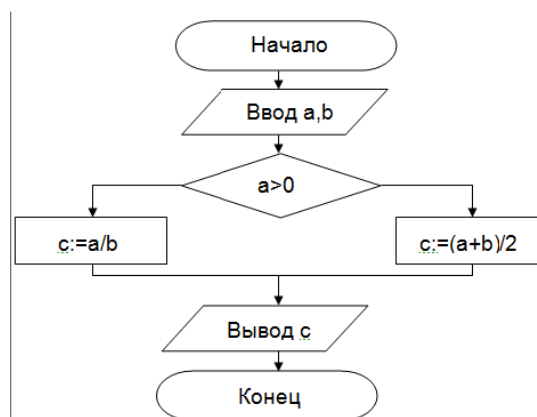 Начало
Ввод a,b
a>0
c:=a/b
c:=(a+b)/2
Вывод c
Конец